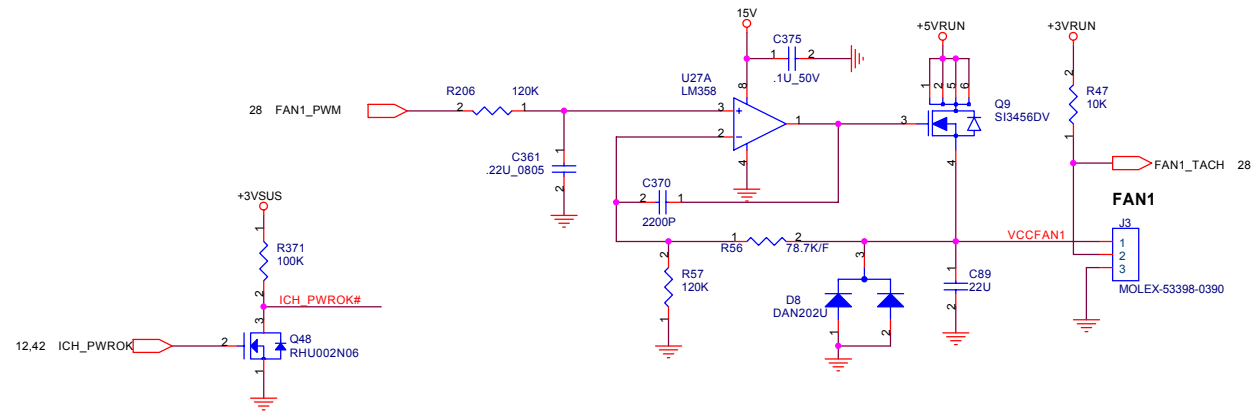 15V
+5VRUN
+3VRUN
C375
1 2
.1U_50V
U27A
LM358
8
R206 120K
2 1
28 FAN1_PWM
3
+
2
−
1
4
1 2 5 6
Q9
SI3456DV
3
4
2
R47
10K
1
FAN1_TACH 28
C361
.22U_0805
1
2
C370
2 1
2200P
FAN1
J3
1
2
3
MOLEX-53398-0390
VCCFAN1
1 2
R56 78.7K/F
2
R57
120K
1
3
D8
DAN202U
1 2
1
C89
22U
2
+3VSUS
1
R371
100K
2
ICH_PWROK#
3
Q48
RHU002N06
12,42 ICH_PWROK
2
1